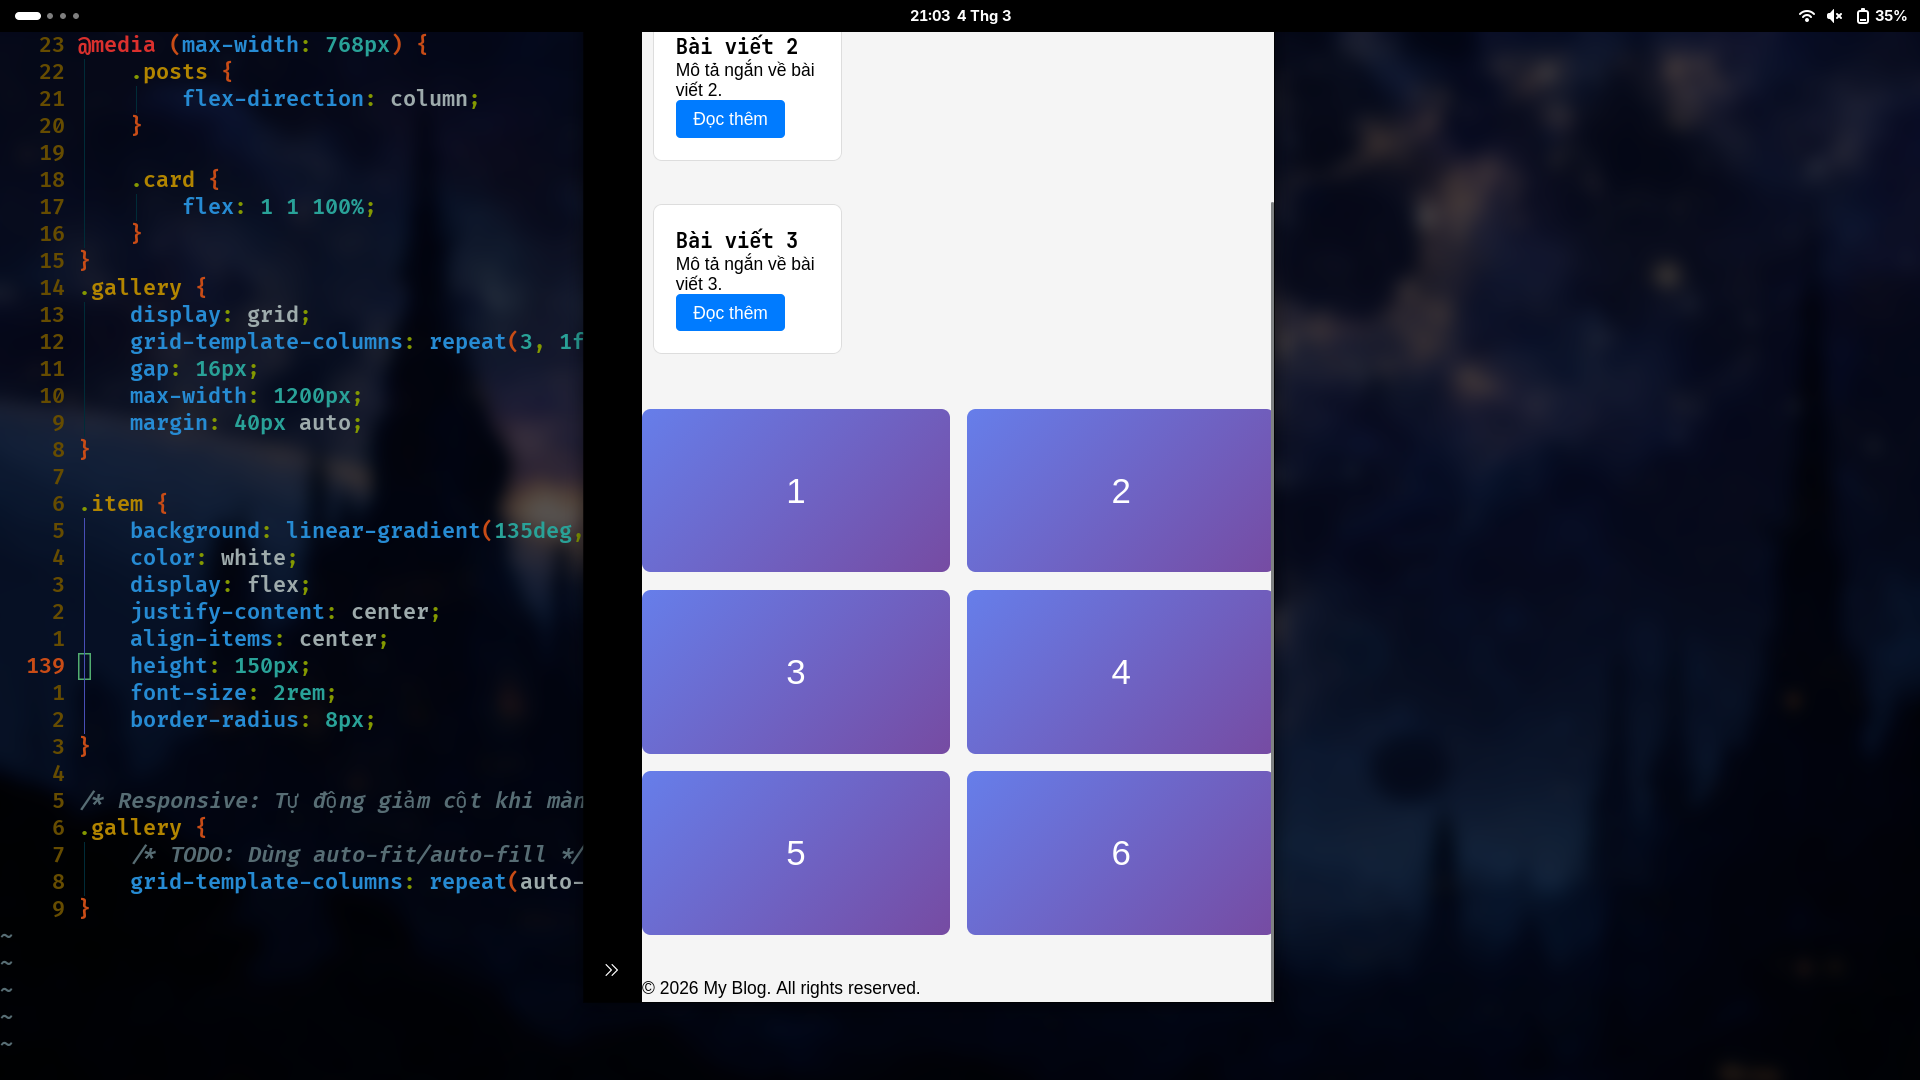 21:03 4 Thg 3
35%
23 @media (max-width: 768px) {
22 .posts {
21 flex-direction: column;
20 }
19
18 .card {
17 flex: 1 1 100%;
16 }
15 }
14 .gallery {
13 display: grid;
12 grid-template-columns: repeat(3, 1f
11 gap: 16px;
10 max-width: 1200px;
9 margin: 40px auto;
8 }
7
6 .item {
5 background: linear-gradient(135deg,
4 color: white;
3 display: flex;
2 justify-content: center;
1 align-items: center;
139 height: 150px;
1 font-size: 2rem;
2 border-radius: 8px;
3 }
4
5 /* Responsive: Tự động giảm cột khi màn
6 .gallery {
7 /* TODO: Dùng auto-fit/auto-fill */
8 grid-template-columns: repeat(auto-
9 }
~
~
~
~
~
Bài viết 2
Mô tả ngắn về bài
viết 2.
Đọc thêm
Bài viết 3
Mô tả ngắn về bài
viết 3.
Đọc thêm
1
2
3
4
5
6
© 2026 My Blog. All rights reserved.